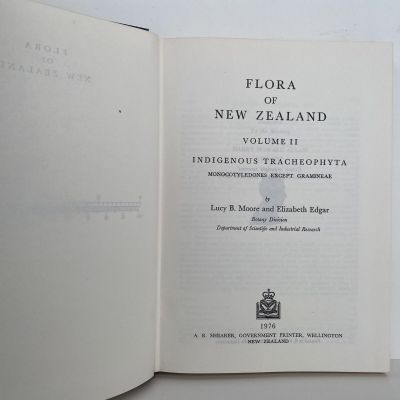 FLORA
OF
NEW ZEALAND
VOLUME II
INDIGENOUS TRACHEOPHYTA
MONOCOTYLEDONES EXCEPT GRAMINEAE
by
Lucy B. Moore and Elizabeth Edgar
Botany Division
Department of Scientific and Industrial Research
1976
A. R. SHEARER, GOVERNMENT PRINTER, WELLINGTON
NEW ZEALAND